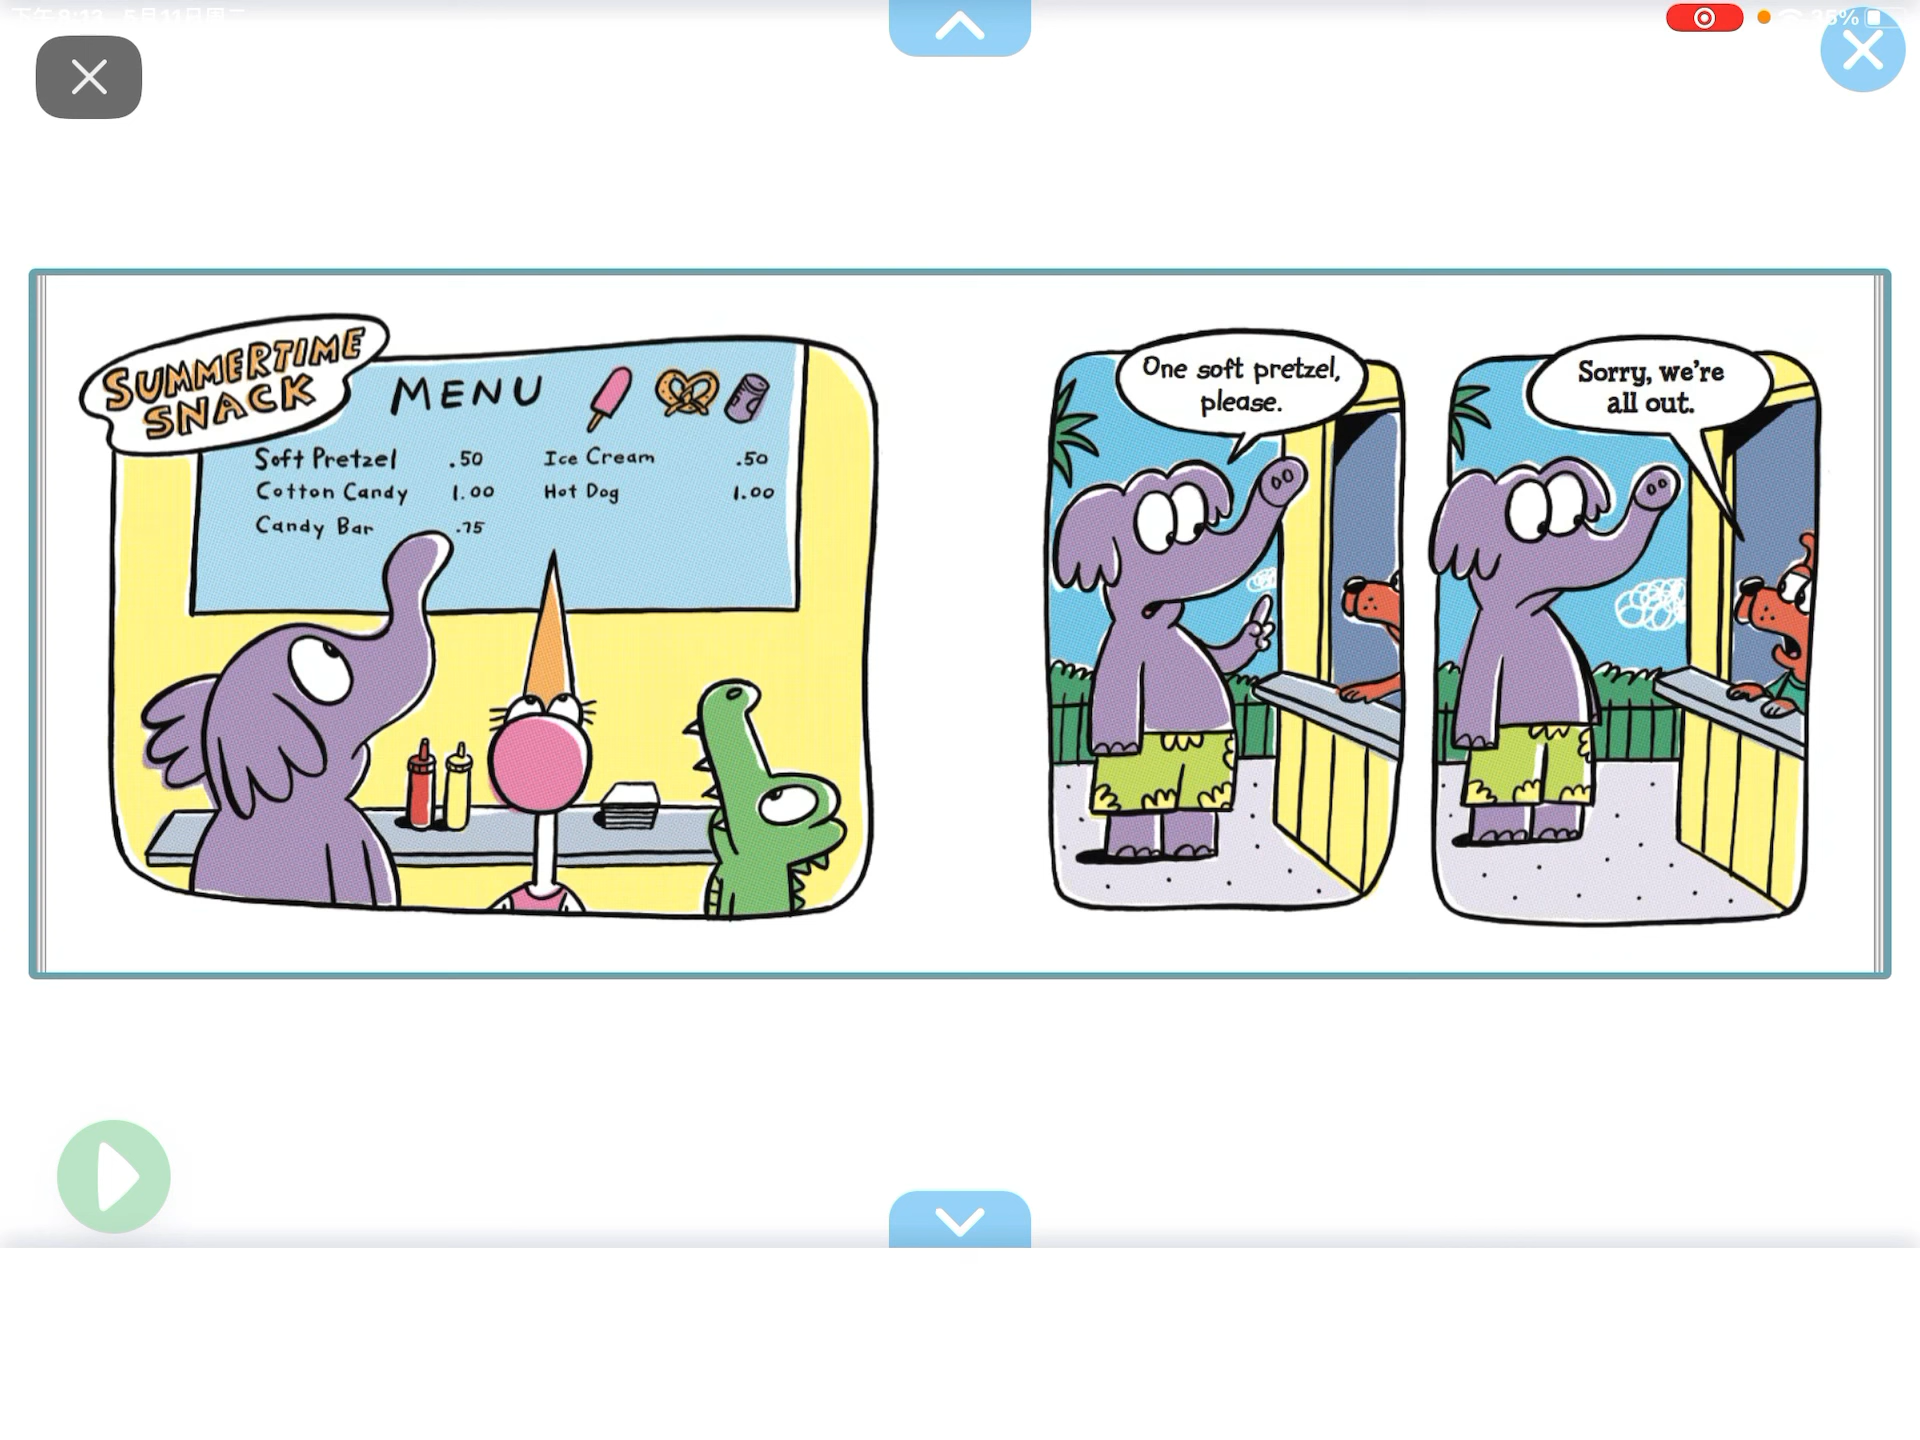 SUMMERTIME
SNACK
MENU
Soft Pretzel .50
Cotton Candy 1.00
Candy Bar .75
Ice Cream .50
Hot Dog 1.00
One soft pretzel,
please.
Sorry, we're
all out.